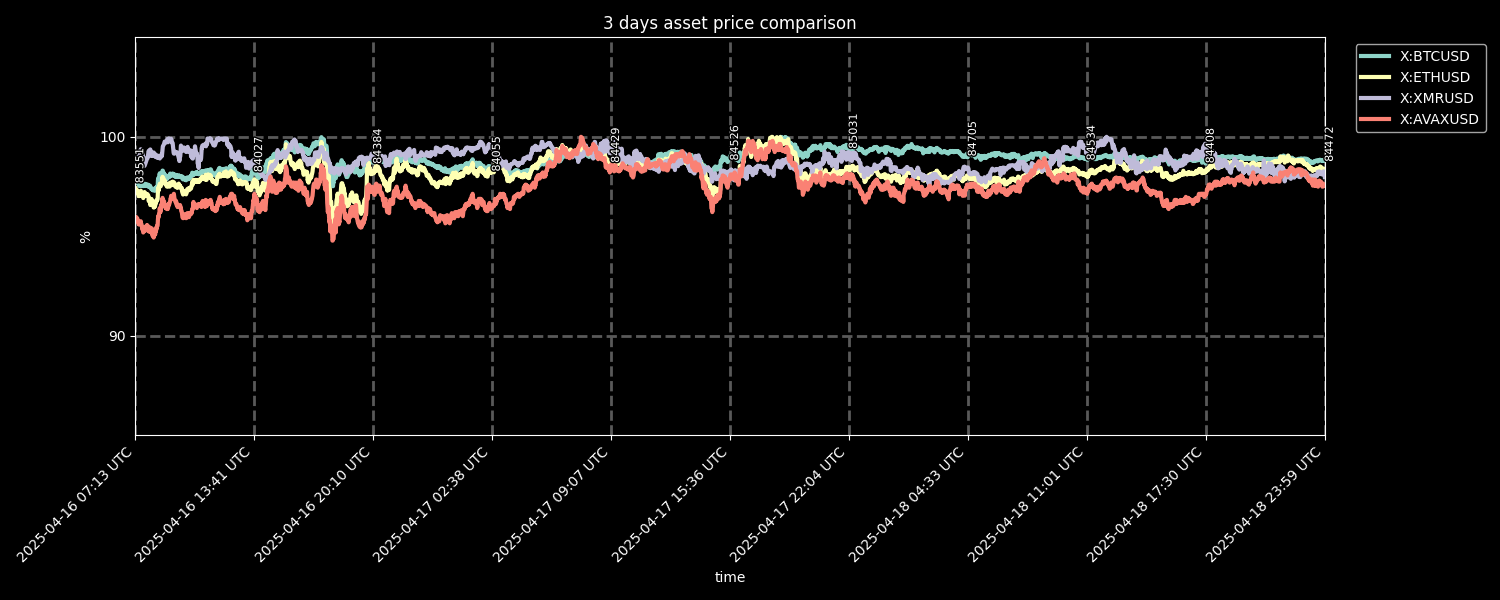 3 days asset price comparison
X:BTCUSD
X:ETHUSD
X:XMRUSD
X:AVAXUSD
100
90
%
84027
84384
84055
84429
84526
85031
84705
84534
84408
84472
2025-04-16 07:13 UTC
2025-04-16 13:41 UTC
2025-04-16 20:10 UTC
2025-04-17 02:38 UTC
2025-04-17 09:07 UTC
2025-04-17 15:36 UTC
2025-04-17 22:04 UTC
2025-04-18 04:33 UTC
2025-04-18 11:01 UTC
2025-04-18 17:30 UTC
2025-04-18 23:59 UTC
time